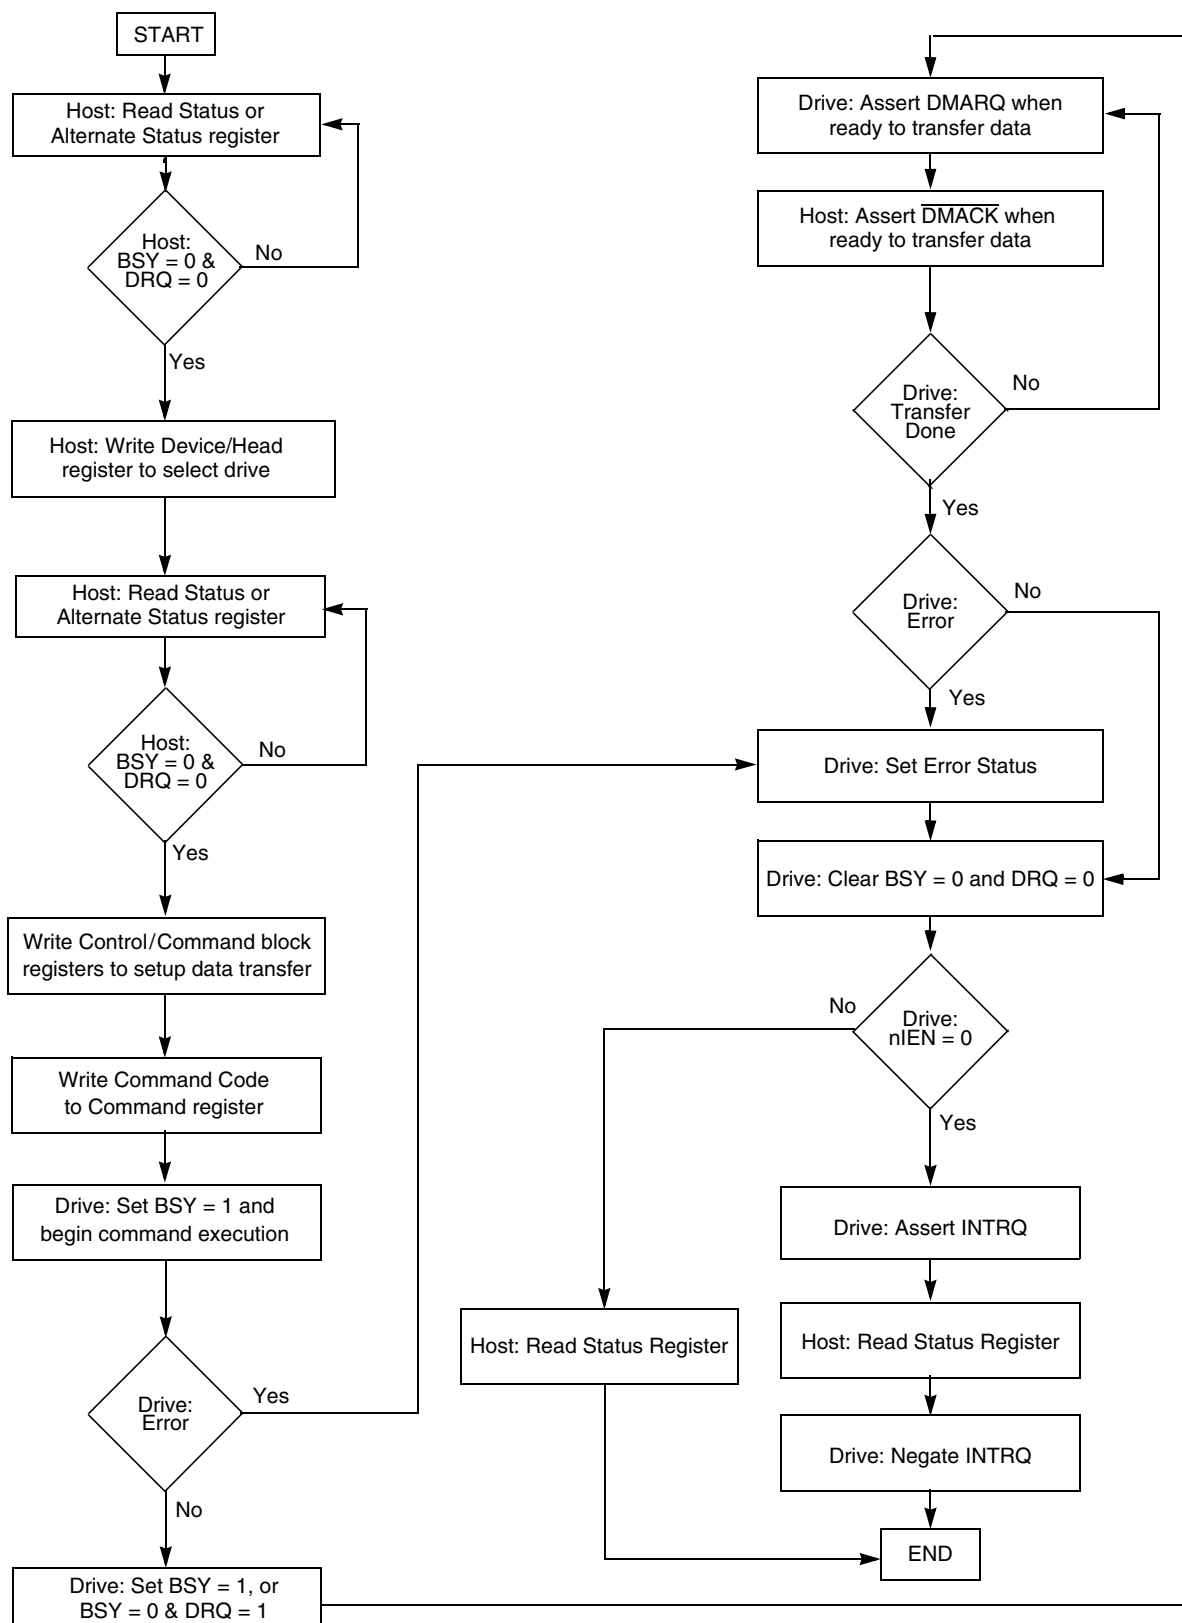 START
Host: Read Status or
Alternate Status register
Host:
BSY = 0 &
DRQ = 0
No
Yes
Host: Write Device/Head
register to select drive
Host: Read Status or
Alternate Status register
Host:
BSY = 0 &
DRQ = 0
No
Yes
Write Control/Command block
registers to setup data transfer
Write Command Code
to Command register
Drive: Set BSY = 1 and
begin command execution
Drive:
Error
Yes
No
Drive: Set BSY = 1, or
BSY = 0 & DRQ = 1
Drive: Assert DMARQ when
ready to transfer data
Host: Assert D̅M̅A̅C̅K̅ when
ready to transfer data
Drive:
Transfer
Done
No
Yes
Drive:
Error
No
Yes
Drive: Set Error Status
Drive: Clear BSY = 0 and DRQ = 0
Drive:
nIEN = 0
No
Yes
Drive: Assert INTRQ
Host: Read Status Register
Host: Read Status Register
Drive: Negate INTRQ
END